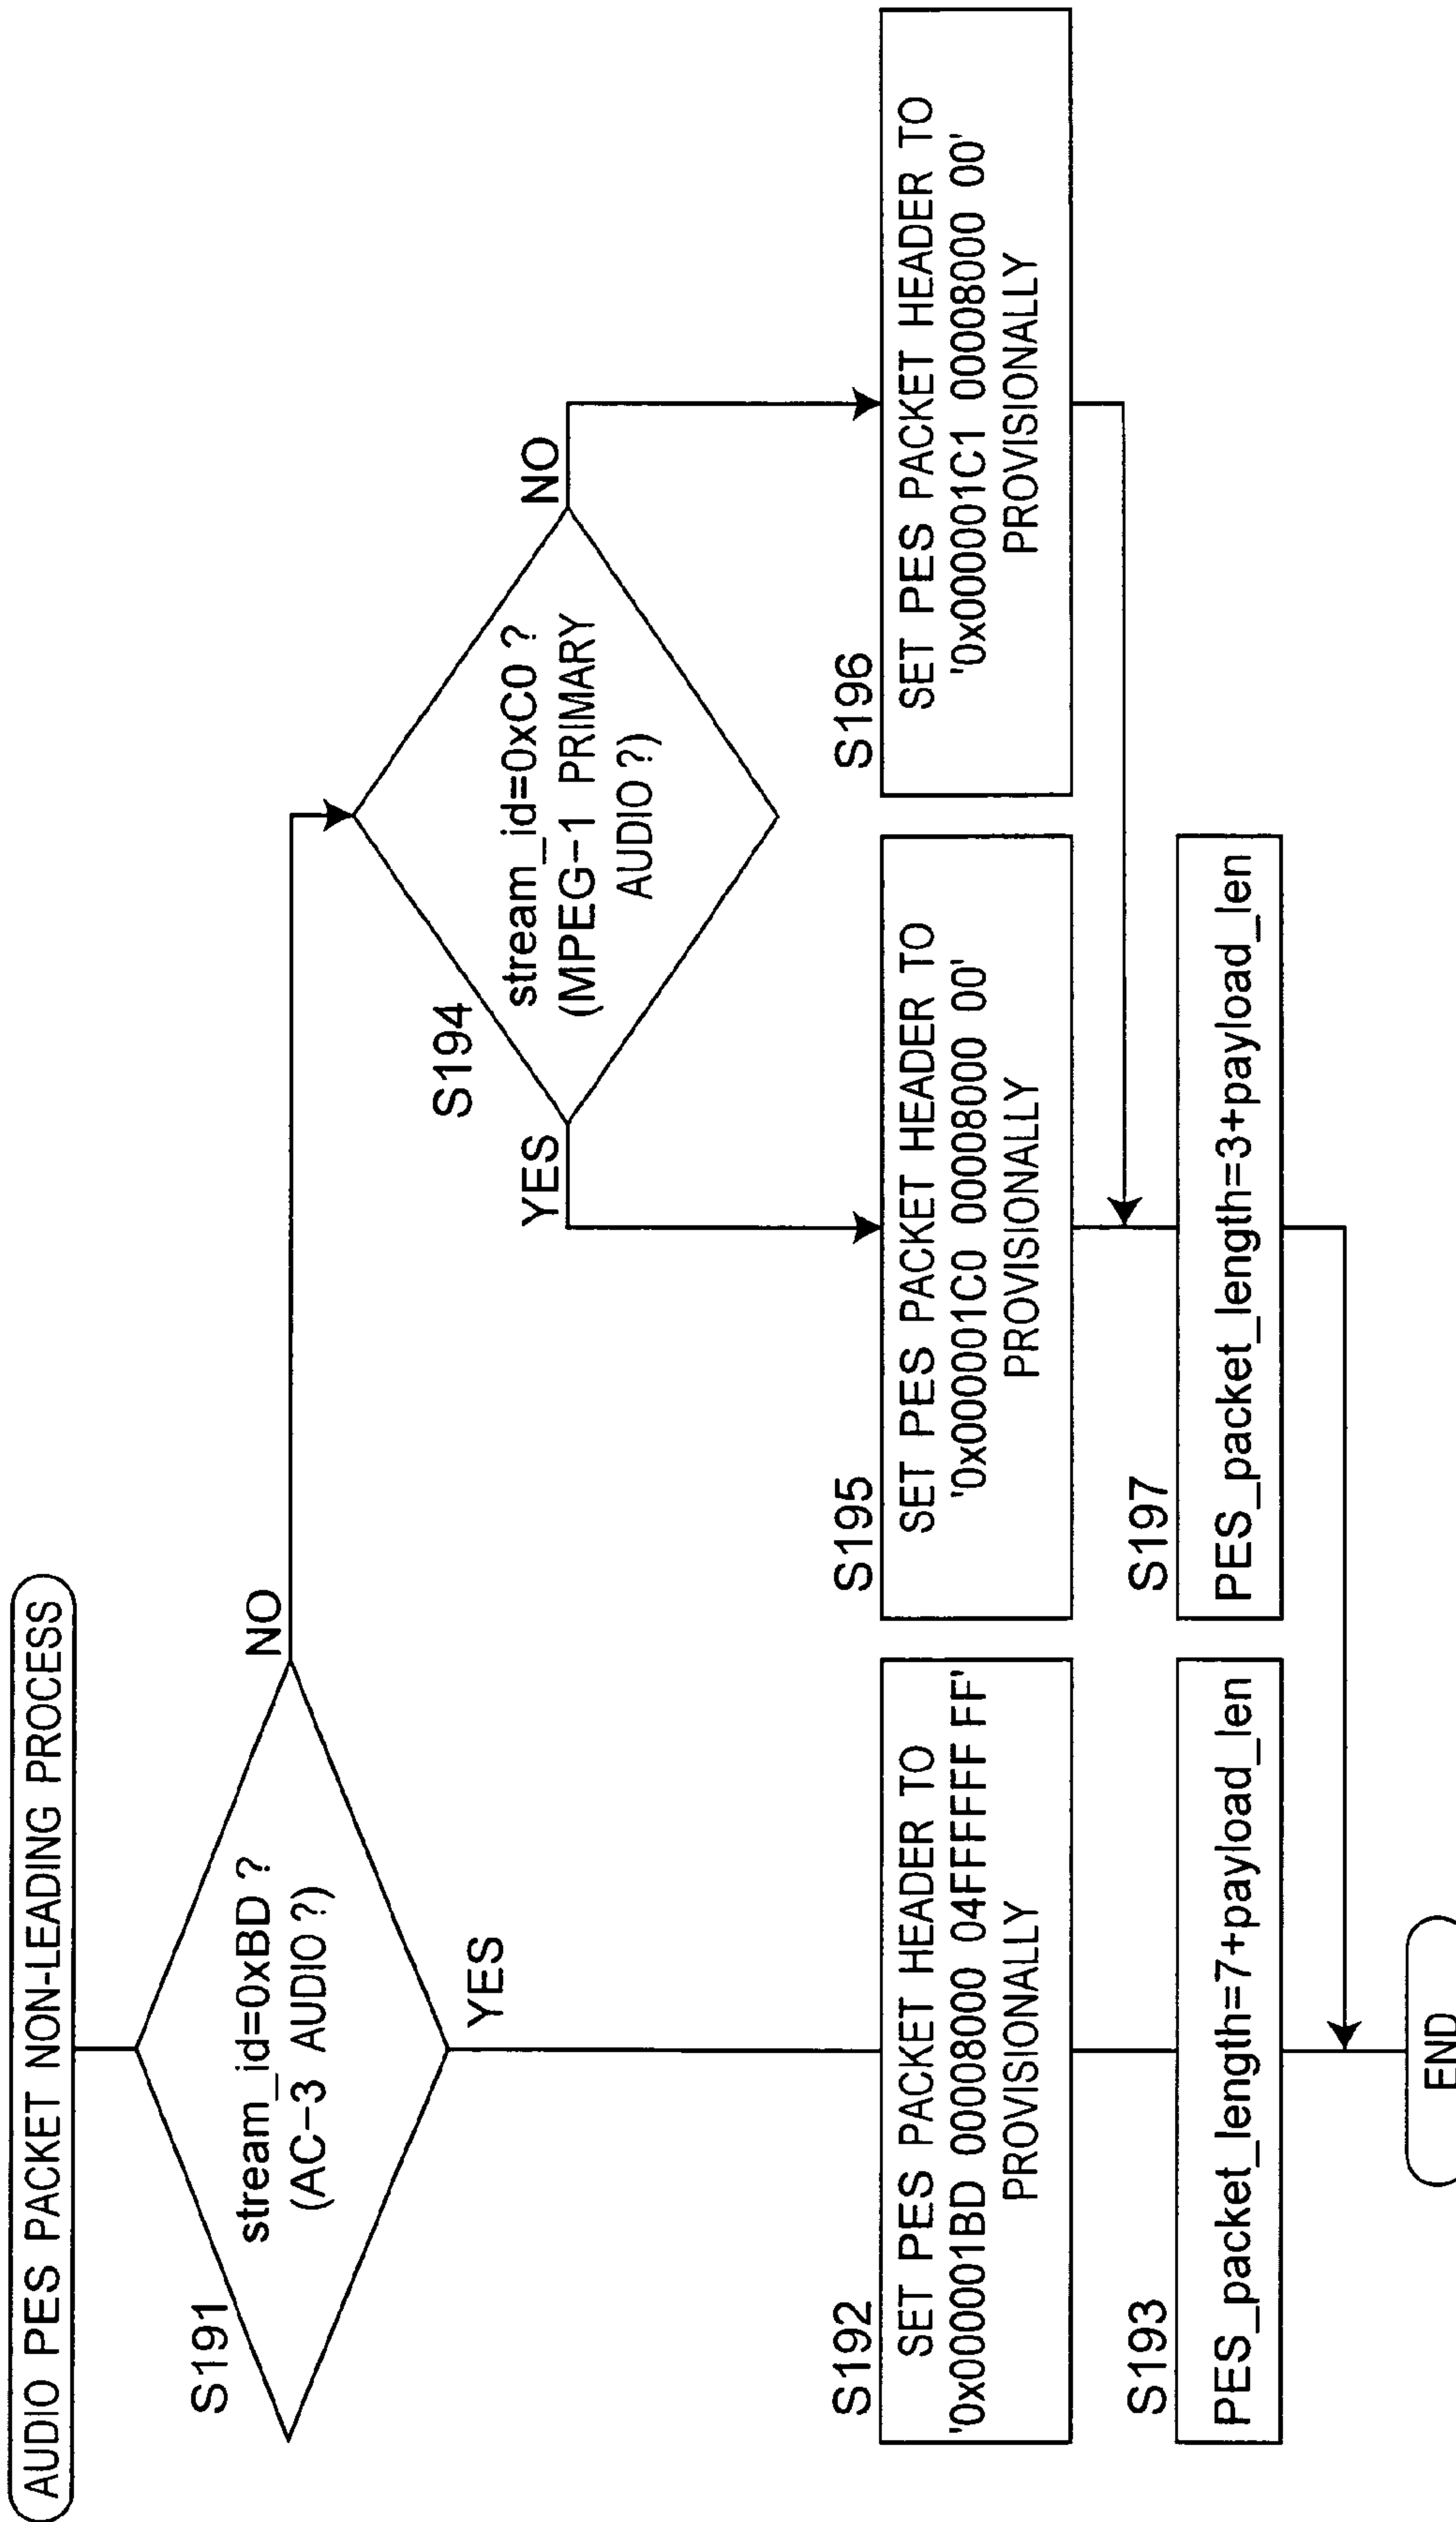 AUDIO PES PACKET NON-LEADING PROCESS
S191
stream_id=0xBD ?
(AC-3 AUDIO ?)
NO
YES
S194
stream_id=0xC0 ?
(MPEG-1 PRIMARY
AUDIO ?)
YES
NO
S192
SET PES PACKET HEADER TO
'0x000001BD 00008000 04FFFFFF FF'
PROVISIONALLY
S195
SET PES PACKET HEADER TO
'0x000001C0 00008000 00'
PROVISIONALLY
S196
SET PES PACKET HEADER TO
'0x000001C1 00008000 00'
PROVISIONALLY
S193
PES_packet_length=7+payload_len
S197
PES_packet_length=3+payload_len
END